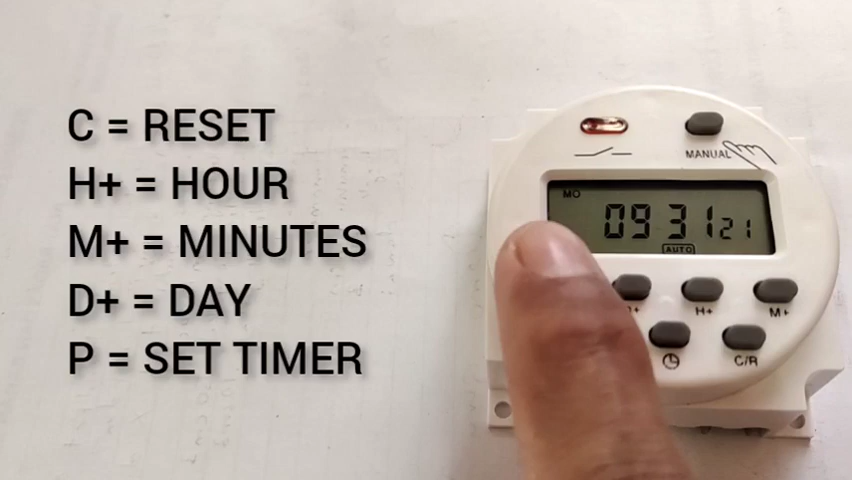 C = RESET
H+ = HOUR
M+ = MINUTES
D+ = DAY
P = SET TIMER
MANUAL
MO
09 31 21
AUTO
H+
M+
C/R